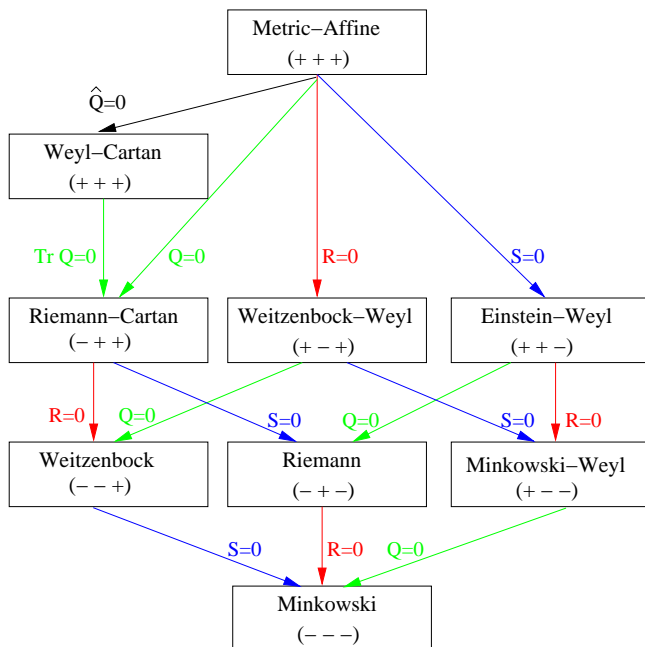 Metric–Affine
(+ + +)
Q̂=0
Weyl–Cartan
(+ + +)
Tr Q=0
Q=0
R=0
S=0
Riemann–Cartan
(– + +)
Weitzenbock–Weyl
(+ – +)
Einstein–Weyl
(+ + –)
R=0
Q=0
S=0
Q=0
S=0
R=0
Weitzenbock
(– – +)
Riemann
(– + –)
Minkowski–Weyl
(+ – –)
S=0
R=0
Q=0
Minkowski
(– – –)